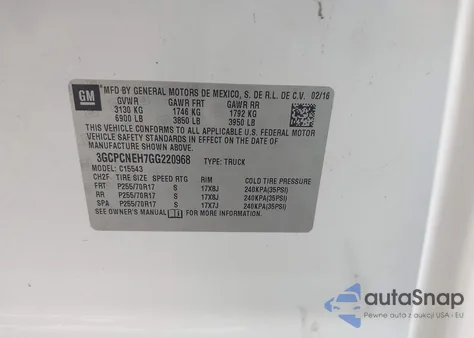 GM
MFD BY GENERAL MOTORS DE MEXICO, S. DE R.L. DE C.V. 02/16
GVWR GAWR FRT GAWR RR
3130 KG 1746 KG 1792 KG
6900 LB 3850 LB 3950 LB
THIS VEHICLE CONFORMS TO ALL APPLICABLE U.S. FEDERAL MOTOR
VEHICLE SAFETY STANDARDS IN EFFECT ON THE DATE OF
MANUFACTURE SHOWN ABOVE.
3GCPCNEH7GG220968 TYPE: TRUCK
MODEL: C15543
CH2F TIRE SIZE SPEED RTG RIM COLD TIRE PRESSURE
FRT P255/70R17 S 17X8J 240KPA(35PSI)
RR P255/70R17 S 17X8J 240KPA(35PSI)
SPA P255/70R17 S 17X7J 240KPA(35PSI)
SEE OWNER'S MANUAL FOR MORE INFORMATION.
autoSnap
Pewne auta z aukcji USA i EU